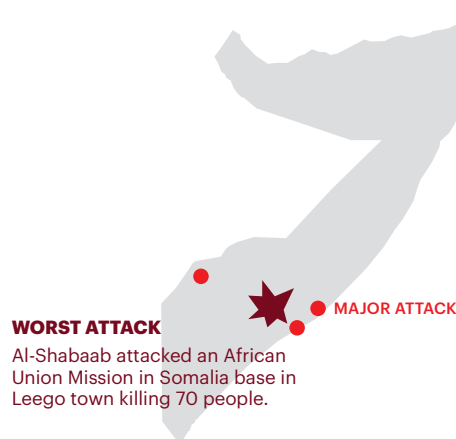 MAJOR ATTACK
WORST ATTACK
Al-Shabaab attacked an African
Union Mission in Somalia base in
Leego town killing 70 people.